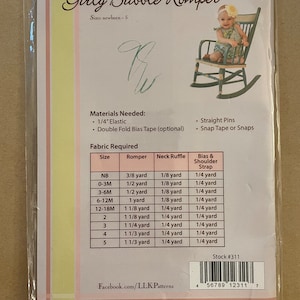 Girly Bubble Romper
Sizes newborn - 5
Materials Needed:
• 1/4" Elastic
• Double Fold Bias Tape (optional)
• Straight Pins
• Snap Tape or Snaps
Fabric Required
Size Romper Neck Ruffle Bias & Shoulder Strap
NB 3/8 yard 1/8 yard 1/4 yard
0-3M 1/2 yard 1/8 yard 1/4 yard
3-6M 1/2 yard 1/8 yard 1/4 yard
6-12M 1 yard 1/8 yard 1/4 yard
12-18M 1 1/8 yard 1/4 yard 1/4 yard
2 1 1/8 yard 1/4 yard 1/4 yard
3 1 1/4 yard 1/4 yard 1/4 yard
4 1 1/3 yard 1/4 yard 1/4 yard
5 1 1/3 yard 1/4 yard 1/4 yard
Stock #311
Facebook.com/LLKPatterns